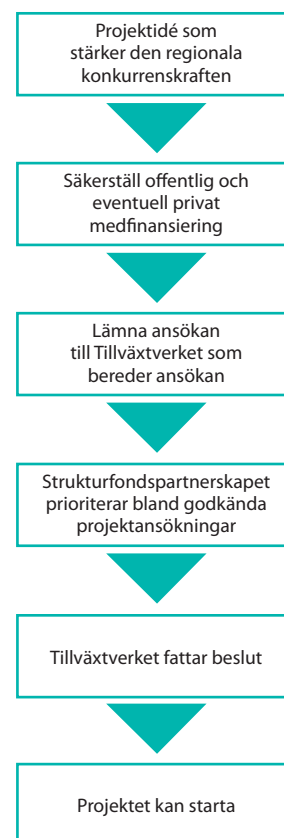 Projektidé som
stärker den regionala
konkurrenskraften
Säkerställ offentlig och
eventuell privat
medfinansiering
Lämna ansökan
till Tillväxtverket som
bereder ansökan
Strukturfondspartnerskapet
prioriterar bland godkända
projektansökningar
Tillväxtverket fattar beslut
Projektet kan starta